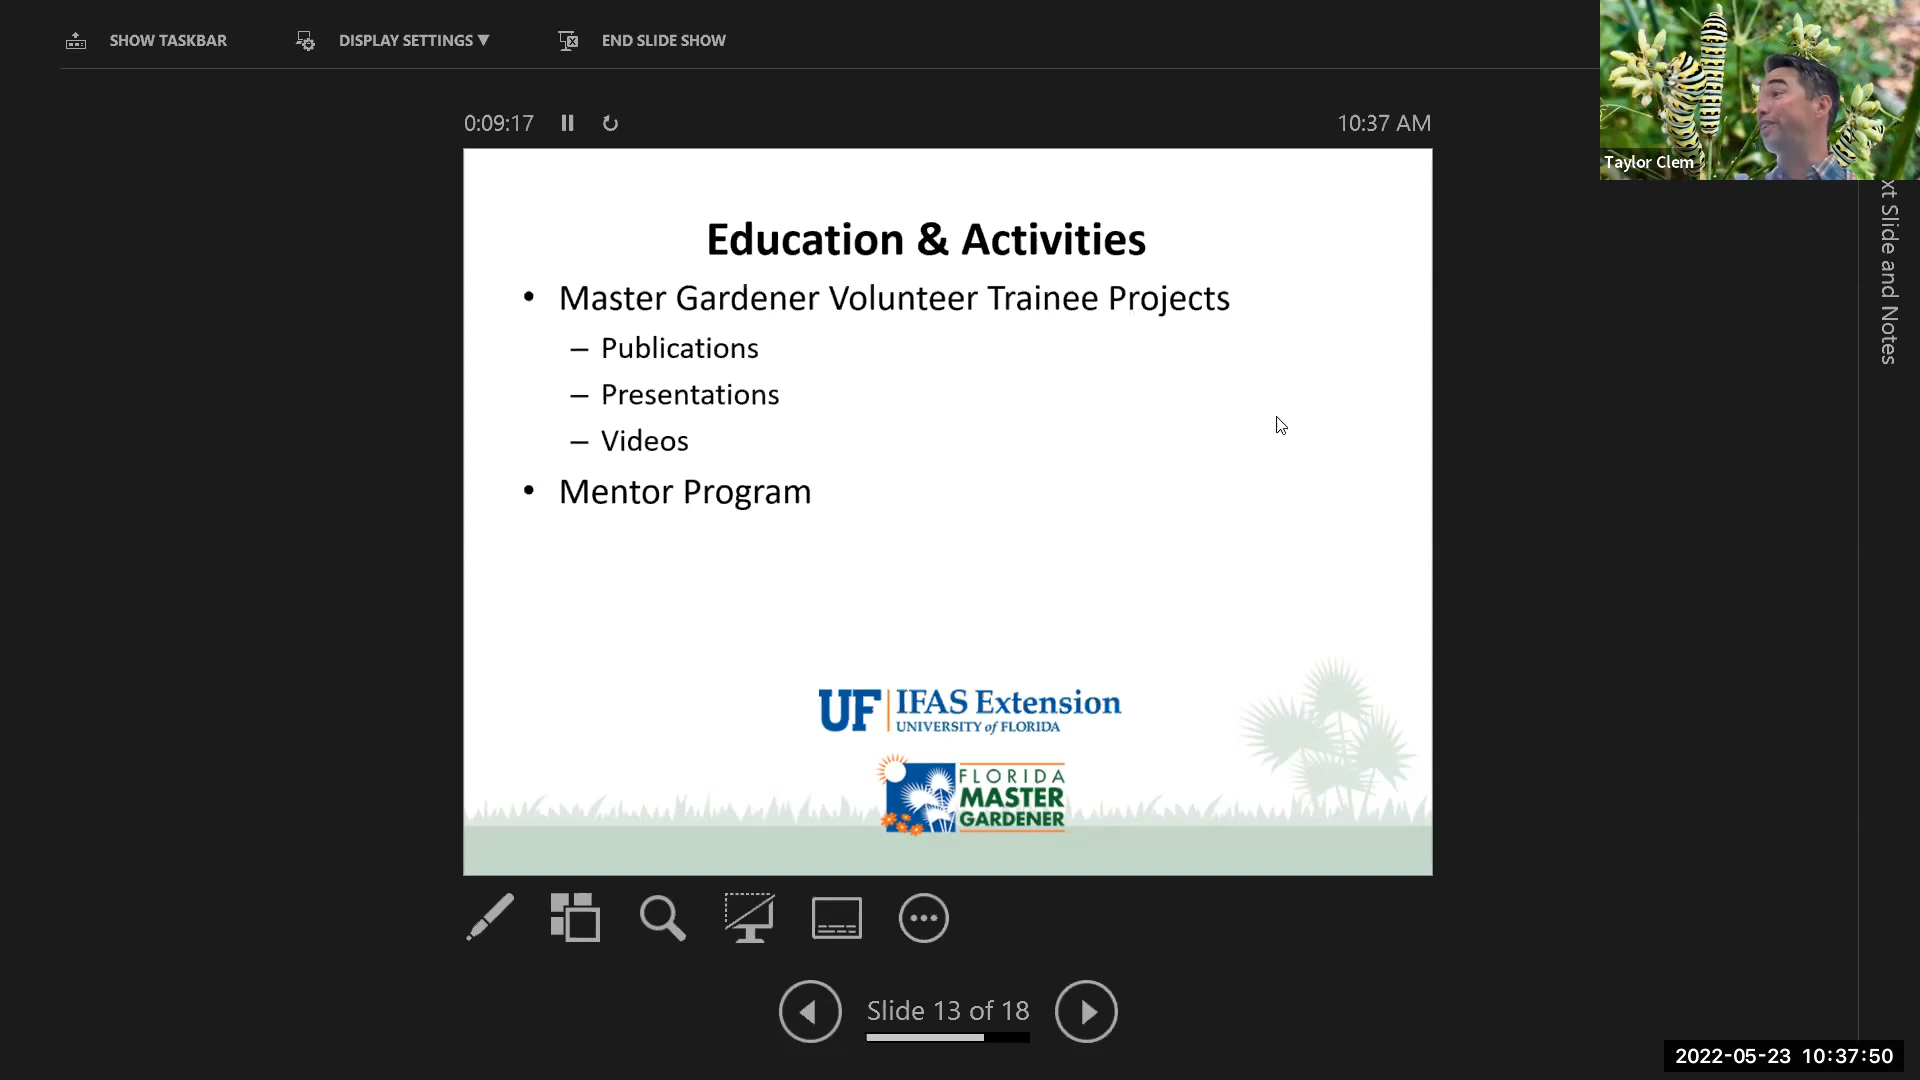 SHOW TASKBAR
DISPLAY SETTINGS ▼
END SLIDE SHOW
Taylor Clem
0:09:17
10:37 AM
Education & Activities
• Master Gardener Volunteer Trainee Projects
– Publications
– Presentations
– Videos
• Mentor Program
UF IFAS Extension
UNIVERSITY of FLORIDA
FLORIDA
MASTER
GARDENER
Slide and Notes
Slide 13 of 18
2022-05-23 10:37:50